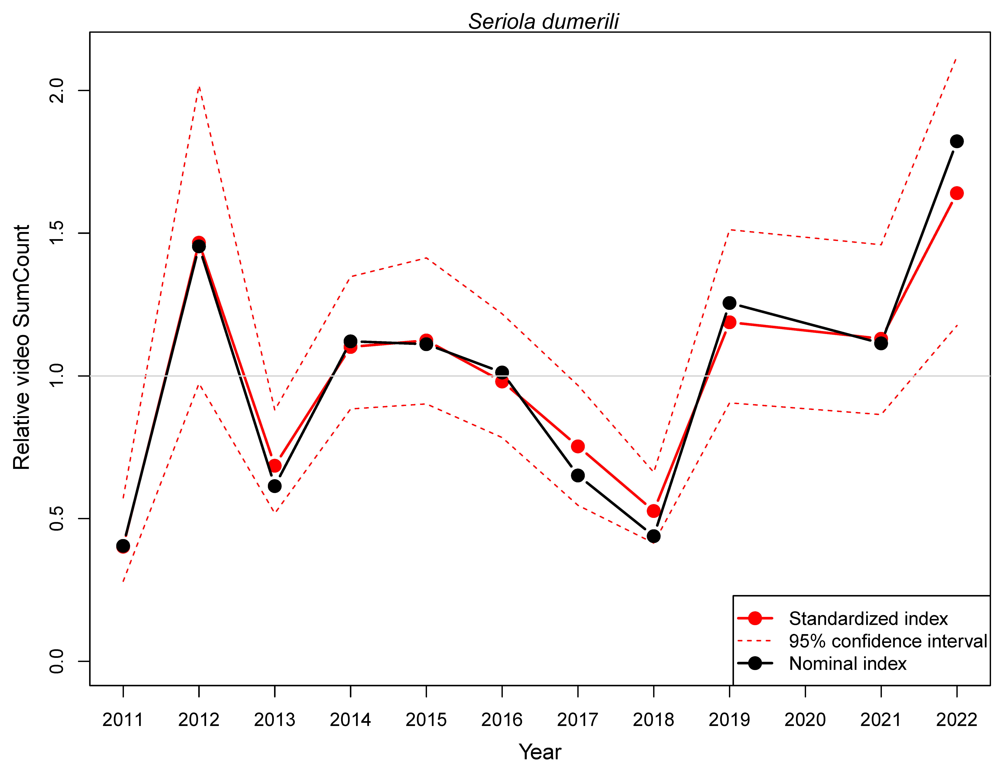 Seriola dumerili
Relative video SumCount
2.0
1.5
1.0
0.5
0.0
Standardized index
95% confidence interval
Nominal index
2011 2012 2013 2014 2015 2016 2017 2018 2019 2020 2021 2022
Year